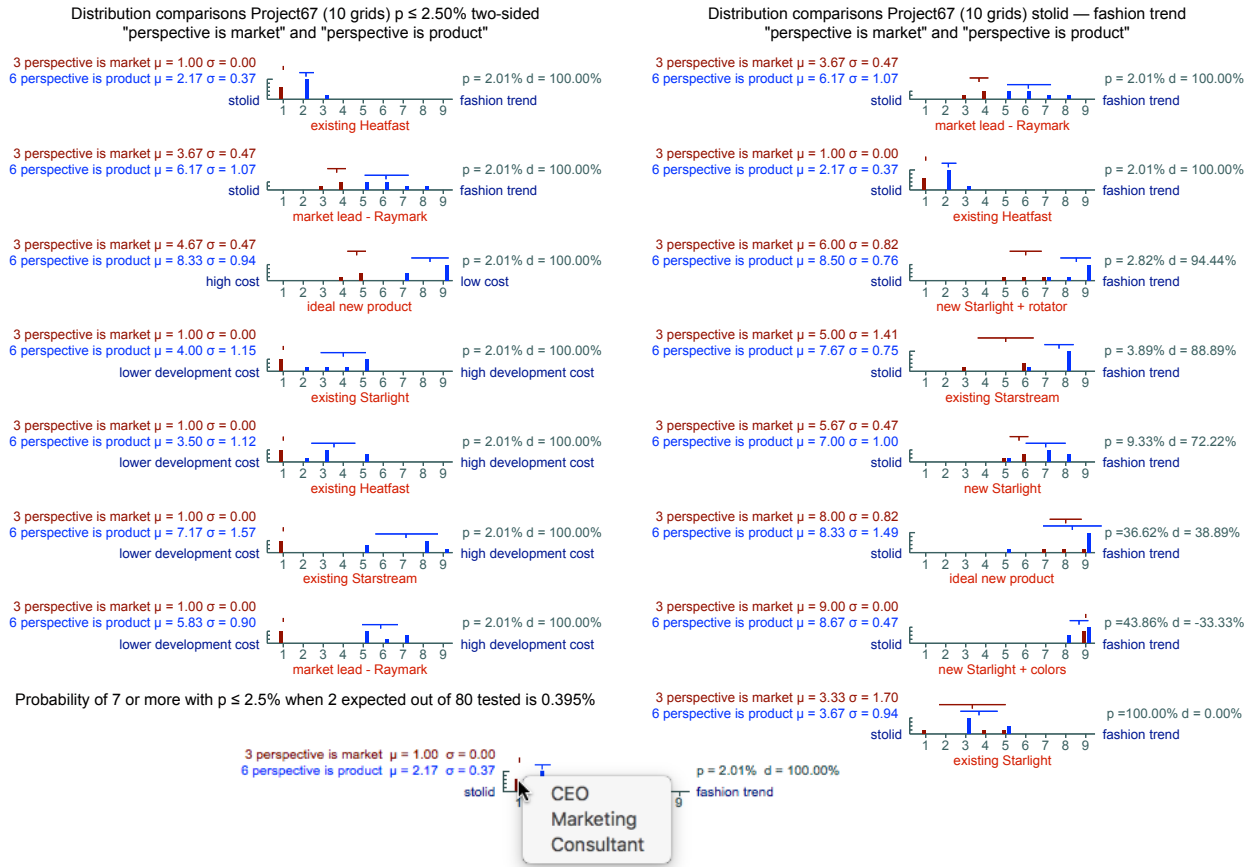 Distribution comparisons Project67 (10 grids) p ≤ 2.50% two-sided
"perspective is market" and "perspective is product"
3 perspective is market μ = 1.00 σ = 0.00
6 perspective is product μ = 2.17 σ = 0.37
p = 2.01% d = 100.00%
stolid
fashion trend
1 2 3 4 5 6 7 8 9
existing Heatfast
3 perspective is market μ = 3.67 σ = 0.47
6 perspective is product μ = 6.17 σ = 1.07
p = 2.01% d = 100.00%
stolid
fashion trend
1 2 3 4 5 6 7 8 9
market lead - Raymark
3 perspective is market μ = 4.67 σ = 0.47
6 perspective is product μ = 8.33 σ = 0.94
p = 2.01% d = 100.00%
high cost
low cost
1 2 3 4 5 6 7 8 9
ideal new product
3 perspective is market μ = 1.00 σ = 0.00
6 perspective is product μ = 4.00 σ = 1.15
p = 2.01% d = 100.00%
lower development cost
high development cost
1 2 3 4 5 6 7 8 9
existing Starlight
3 perspective is market μ = 1.00 σ = 0.00
6 perspective is product μ = 3.50 σ = 1.12
p = 2.01% d = 100.00%
lower development cost
high development cost
1 2 3 4 5 6 7 8 9
existing Heatfast
3 perspective is market μ = 1.00 σ = 0.00
6 perspective is product μ = 7.17 σ = 1.57
p = 2.01% d = 100.00%
lower development cost
high development cost
1 2 3 4 5 6 7 8 9
existing Starstream
3 perspective is market μ = 1.00 σ = 0.00
6 perspective is product μ = 5.83 σ = 0.90
p = 2.01% d = 100.00%
lower development cost
high development cost
1 2 3 4 5 6 7 8 9
market lead - Raymark
Probability of 7 or more with p ≤ 2.5% when 2 expected out of 80 tested is 0.395%
Distribution comparisons Project67 (10 grids) stolid — fashion trend
"perspective is market" and "perspective is product"
3 perspective is market μ = 3.67 σ = 0.47
6 perspective is product μ = 6.17 σ = 1.07
p = 2.01% d = 100.00%
stolid
fashion trend
1 2 3 4 5 6 7 8 9
market lead - Raymark
3 perspective is market μ = 1.00 σ = 0.00
6 perspective is product μ = 2.17 σ = 0.37
p = 2.01% d = 100.00%
stolid
fashion trend
1 2 3 4 5 6 7 8 9
existing Heatfast
3 perspective is market μ = 6.00 σ = 0.82
6 perspective is product μ = 8.50 σ = 0.76
p = 2.82% d = 94.44%
stolid
fashion trend
1 2 3 4 5 6 7 8 9
new Starlight + rotator
3 perspective is market μ = 5.00 σ = 1.41
6 perspective is product μ = 7.67 σ = 0.75
p = 3.89% d = 88.89%
stolid
fashion trend
1 2 3 4 5 6 7 8 9
existing Starstream
3 perspective is market μ = 5.67 σ = 0.47
6 perspective is product μ = 7.00 σ = 1.00
p = 9.33% d = 72.22%
stolid
fashion trend
1 2 3 4 5 6 7 8 9
new Starlight
3 perspective is market μ = 8.00 σ = 0.82
6 perspective is product μ = 8.33 σ = 1.49
p =36.62% d = 38.89%
stolid
fashion trend
1 2 3 4 5 6 7 8 9
ideal new product
3 perspective is market μ = 9.00 σ = 0.00
6 perspective is product μ = 8.67 σ = 0.47
p =43.86% d = -33.33%
stolid
fashion trend
1 2 3 4 5 6 7 8 9
new Starlight + colors
3 perspective is market μ = 3.33 σ = 1.70
6 perspective is product μ = 3.67 σ = 0.94
p =100.00% d = 0.00%
stolid
fashion trend
1 2 3 4 5 6 7 8 9
existing Starlight
3 perspective is market μ = 1.00 σ = 0.00
6 perspective is product μ = 2.17 σ = 0.37
p = 2.01% d = 100.00%
stolid
9 fashion trend
CEO
Marketing
Consultant